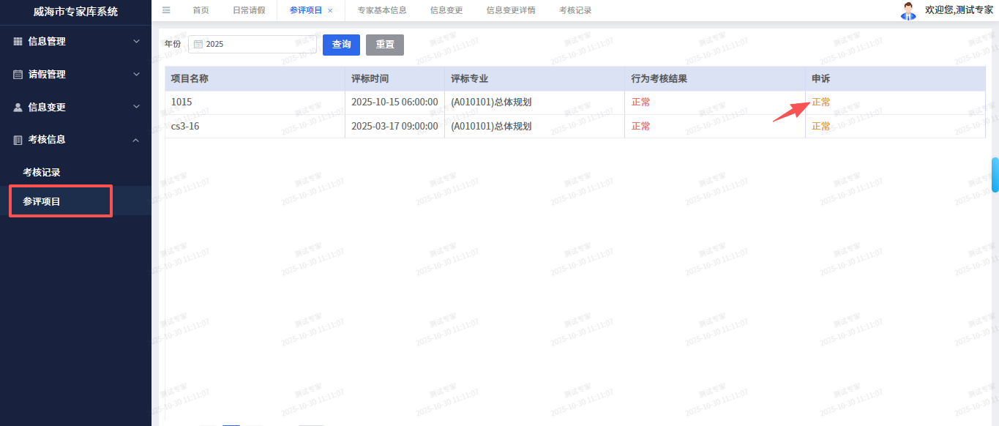 威海市专家库系统
首页
日常请假
参评项目 ×
专家基本信息
信息变更
信息变更详情
考核记录
欢迎您,测试专家
信息管理
请假管理
信息变更
考核信息
考核记录
参评项目
年份 2025 查询 重置
项目名称 评标时间 评标专业 行为考核结果 申诉
1015 2025-10-15 06:00:00 (A010101)总体规划 正常 正常
cs3-16 2025-03-17 09:00:00 (A010101)总体规划 正常 正常
测试专家
2025-10-30 11:11:07